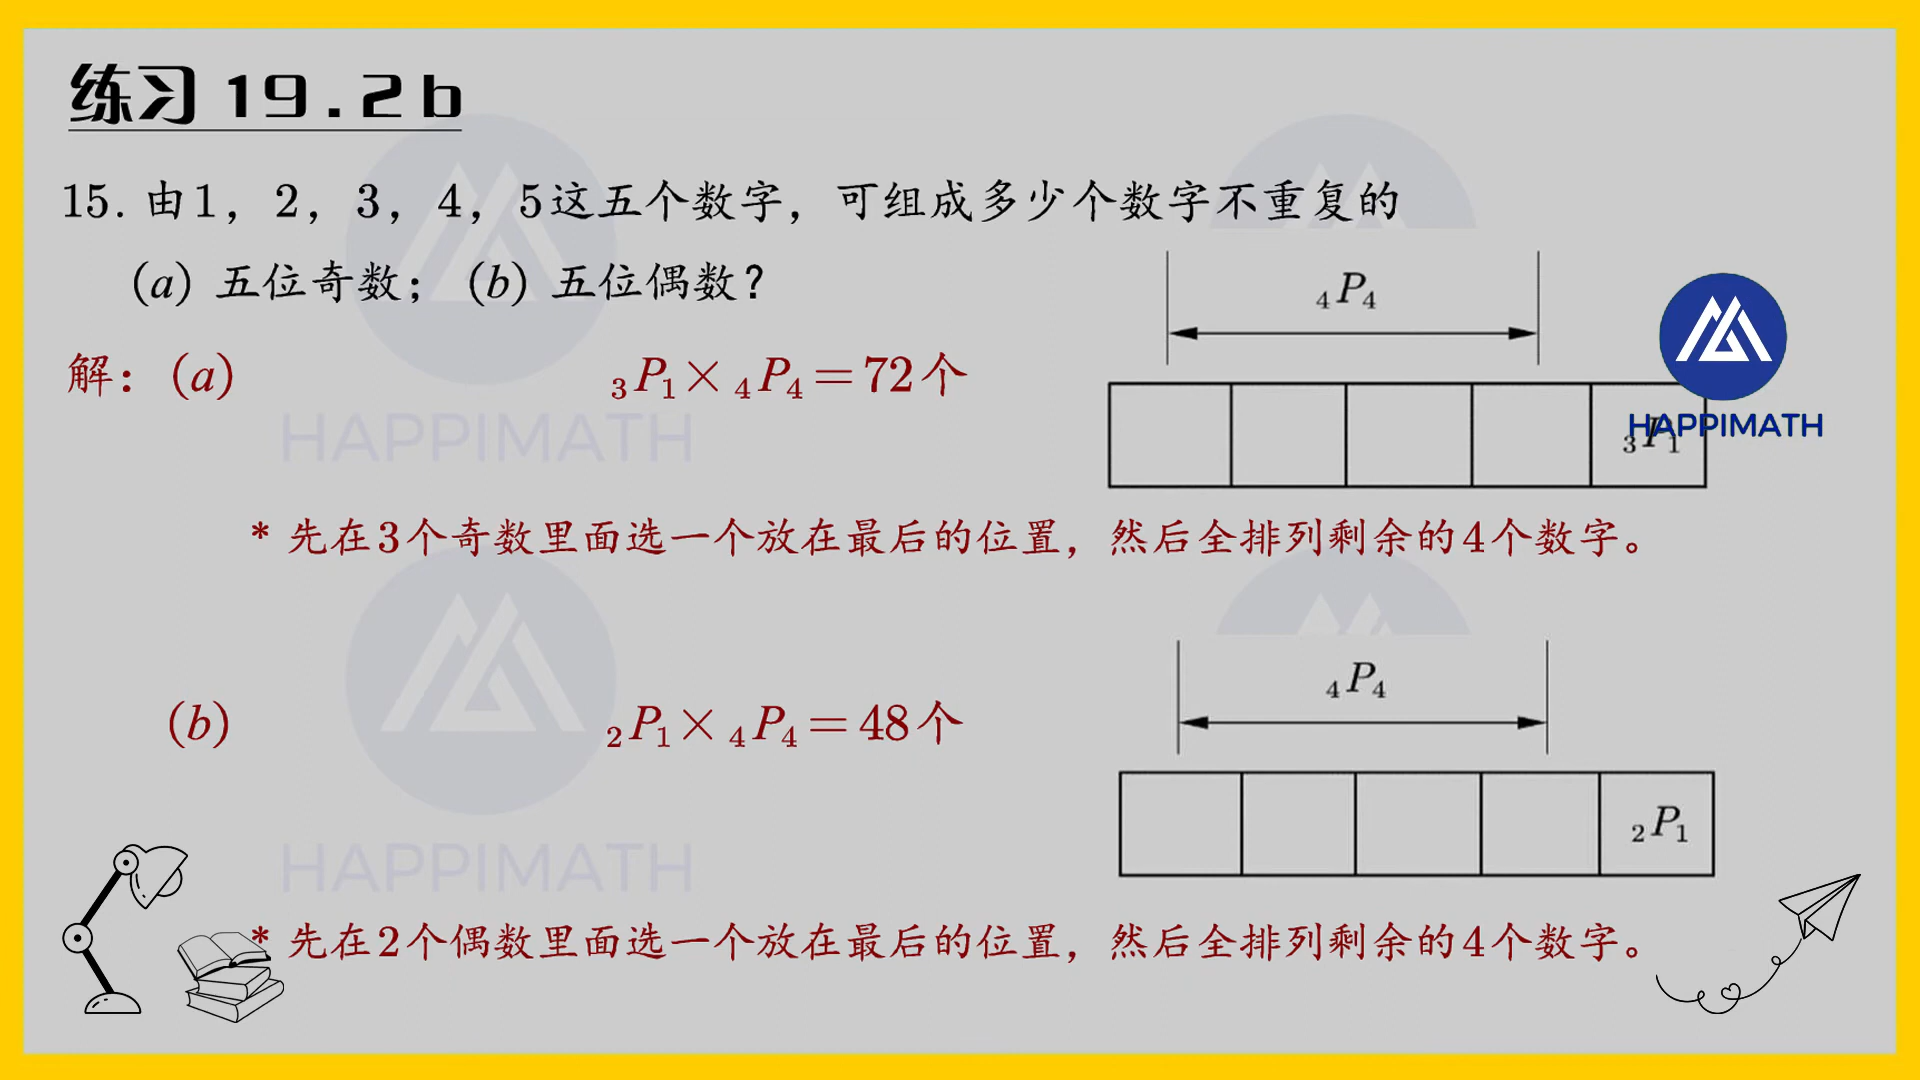 练习19.2b
15. 由1，2，3，4，5这五个数字，可组成多少个数字不重复的
(a) 五位奇数； (b) 五位偶数？
₄P₄
解：(a) ₃P₁ × ₄P₄ = 72个
₃P₁
HAPPIMATH
HAPPIMATH
* 先在3个奇数里面选一个放在最后的位置，然后全排列剩余的4个数字。
₄P₄
(b) ₂P₁ × ₄P₄ = 48个
₂P₁
HAPPIMATH
* 先在2个偶数里面选一个放在最后的位置，然后全排列剩余的4个数字。